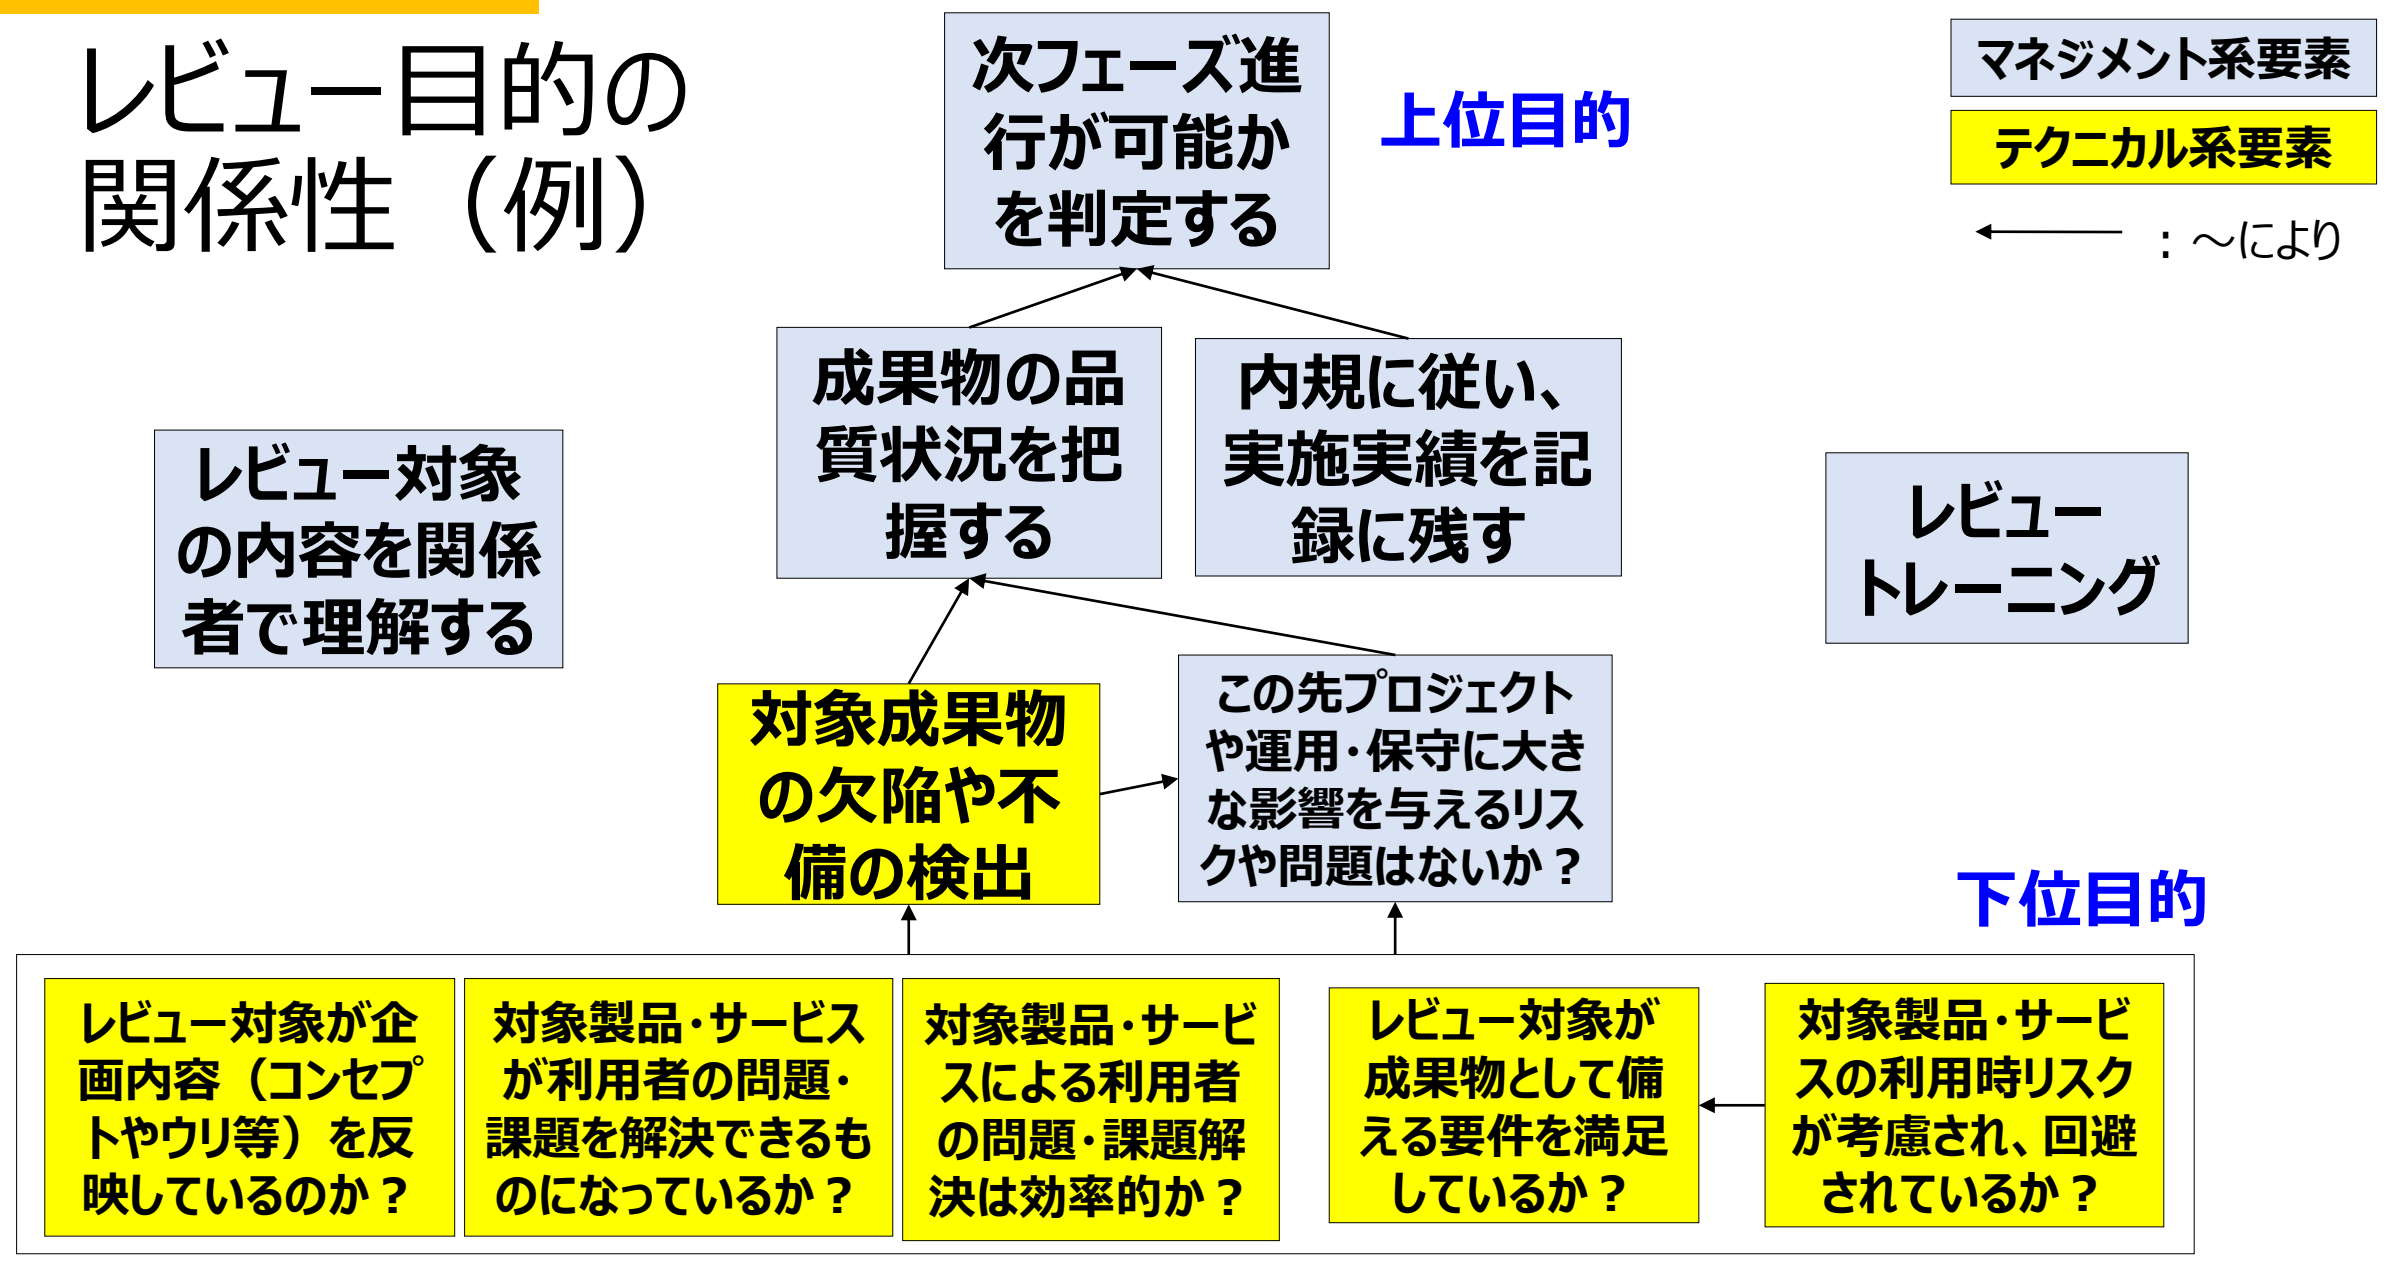 レビュー目的の
関係性（例）
次フェーズ進
行が可能か
を判定する
上位目的
マネジメント系要素
テクニカル系要素
：～により
成果物の品
質状況を把
握する
内規に従い、
実施実績を記
録に残す
レビュー対象
の内容を関係
者で理解する
レビュー
トレーニング
対象成果物
の欠陥や不
備の検出
この先プロジェクト
や運用・保守に大き
な影響を与えるリス
クや問題はないか？
下位目的
レビュー対象が企
画内容（コンセプ
トやウリ等）を反
映しているのか？
対象製品・サービス
が利用者の問題・
課題を解決できるも
のになっているか？
対象製品・サービ
スによる利用者
の問題・課題解
決は効率的か？
レビュー対象が
成果物として備
える要件を満足
しているか？
対象製品・サービ
スの利用時リスク
が考慮され、回避
されているか？